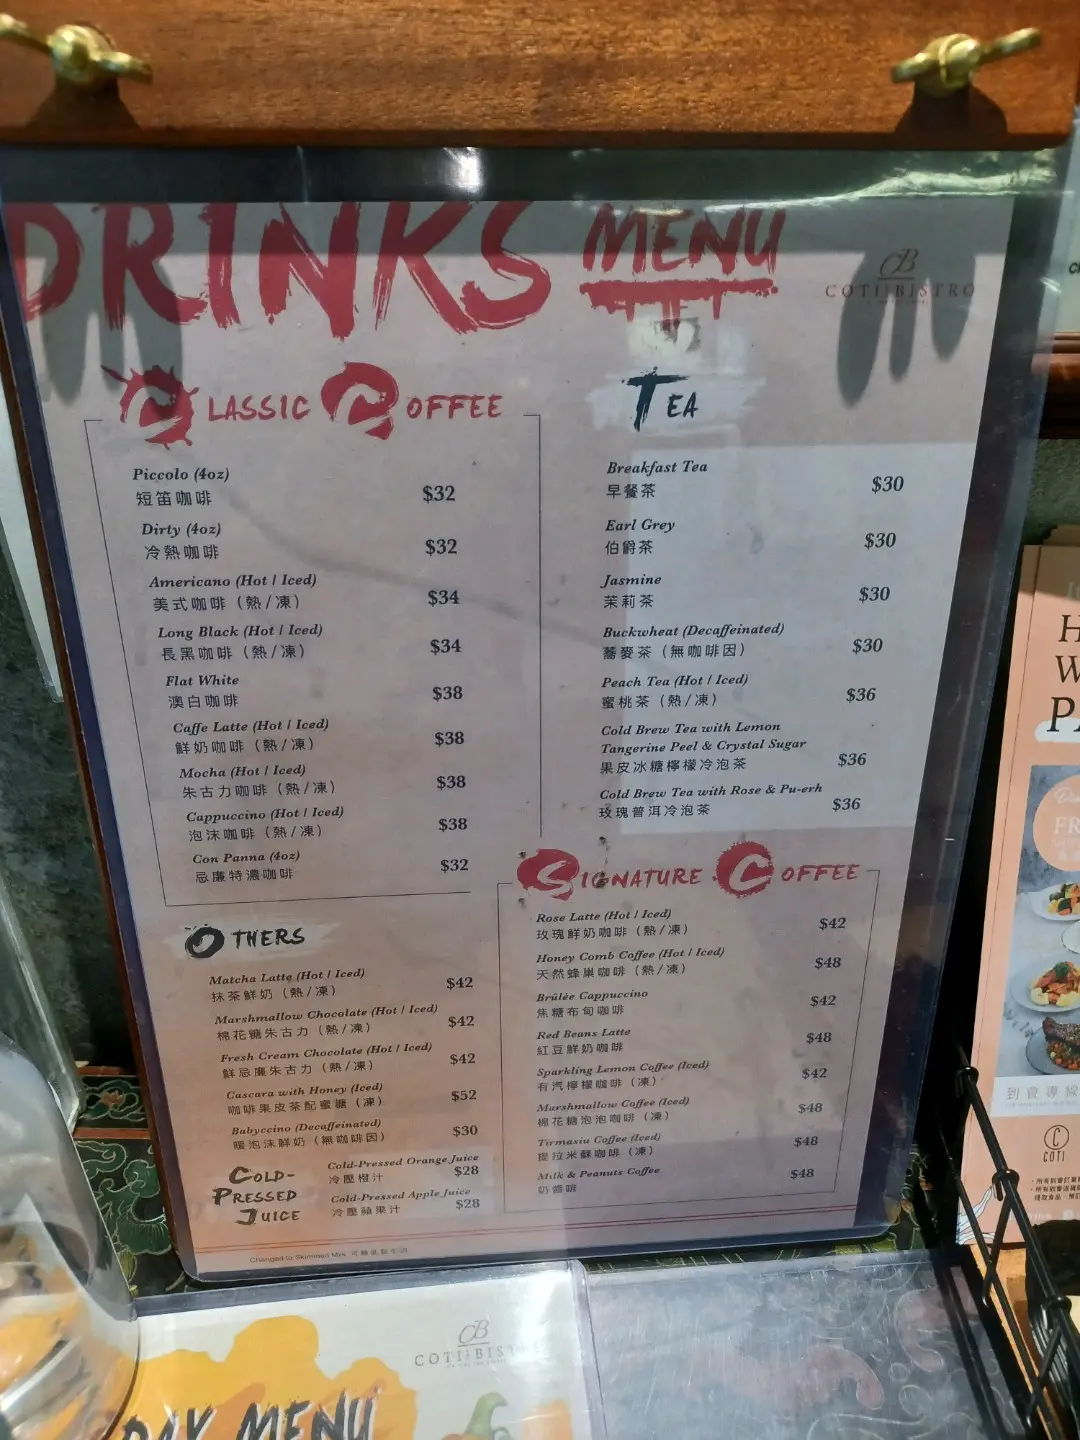 DRINKS MENU
CB
COTI BISTRO
CLASSIC COFFEE
Piccolo (4oz)
短笛咖啡
$32
Dirty (4oz)
冷熱咖啡
$32
Americano (Hot / Iced)
美式咖啡（熱/凍）
$34
Long Black (Hot / Iced)
長黑咖啡（熱/凍）
$34
Flat White
澳白咖啡
$38
Caffe Latte (Hot / Iced)
鮮奶咖啡（熱/凍）
$38
Mocha (Hot / Iced)
朱古力咖啡（熱/凍）
$38
Cappuccino (Hot / Iced)
泡沫咖啡（熱/凍）
$38
Con Panna (4oz)
忌廉特濃咖啡
$32
TEA
Breakfast Tea
早餐茶
$30
Earl Grey
伯爵茶
$30
Jasmine
茉莉茶
$30
Buckwheat (Decaffeinated)
蕎麥茶（無咖啡因）
$30
Peach Tea (Hot / Iced)
蜜桃茶（熱/凍）
$36
Cold Brew Tea with Lemon
Tangerine Peel & Crystal Sugar
果皮冰糖檸檬冷泡茶
$36
Cold Brew Tea with Rose & Pu-erh
玫瑰普洱冷泡茶
$36
OTHERS
Matcha Latte (Hot / Iced)
抹茶鮮奶（熱/凍）
$42
Marshmallow Chocolate (Hot / Iced)
棉花糖朱古力（熱/凍）
$42
Fresh Cream Chocolate (Hot / Iced)
鮮忌廉朱古力（熱/凍）
$42
Cascara with Honey (Iced)
咖啡果皮茶配蜜糖（凍）
$52
Babyccino (Decaffeinated)
暖泡沫鮮奶（無咖啡因）
$30
COLD-
PRESSED
JUICE
Cold-Pressed Orange Juice
冷壓橙汁
$28
Cold-Pressed Apple Juice
冷壓蘋果汁
$28
SIGNATURE COFFEE
Rose Latte (Hot / Iced)
玫瑰鮮奶咖啡（熱/凍）
$42
Honey Comb Coffee (Hot / Iced)
天然蜂巢咖啡（熱/凍）
$48
Brûlée Cappuccino
焦糖布甸咖啡
$42
Red Beans Latte
紅豆鮮奶咖啡
$48
Sparkling Lemon Coffee (Iced)
有汽檸檬咖啡（凍）
$42
Marshmallow Coffee (Iced)
棉花糖泡泡咖啡（凍）
$48
Tirmasiu Coffee (Iced)
提拉米蘇咖啡（凍）
$48
Milk & Peanuts Coffee
奶醬啡
$48
Changed to Skimmed Milk
CB
COTI BIS
DAY MENU
H
W
P
FR
到會專線
C
COTI